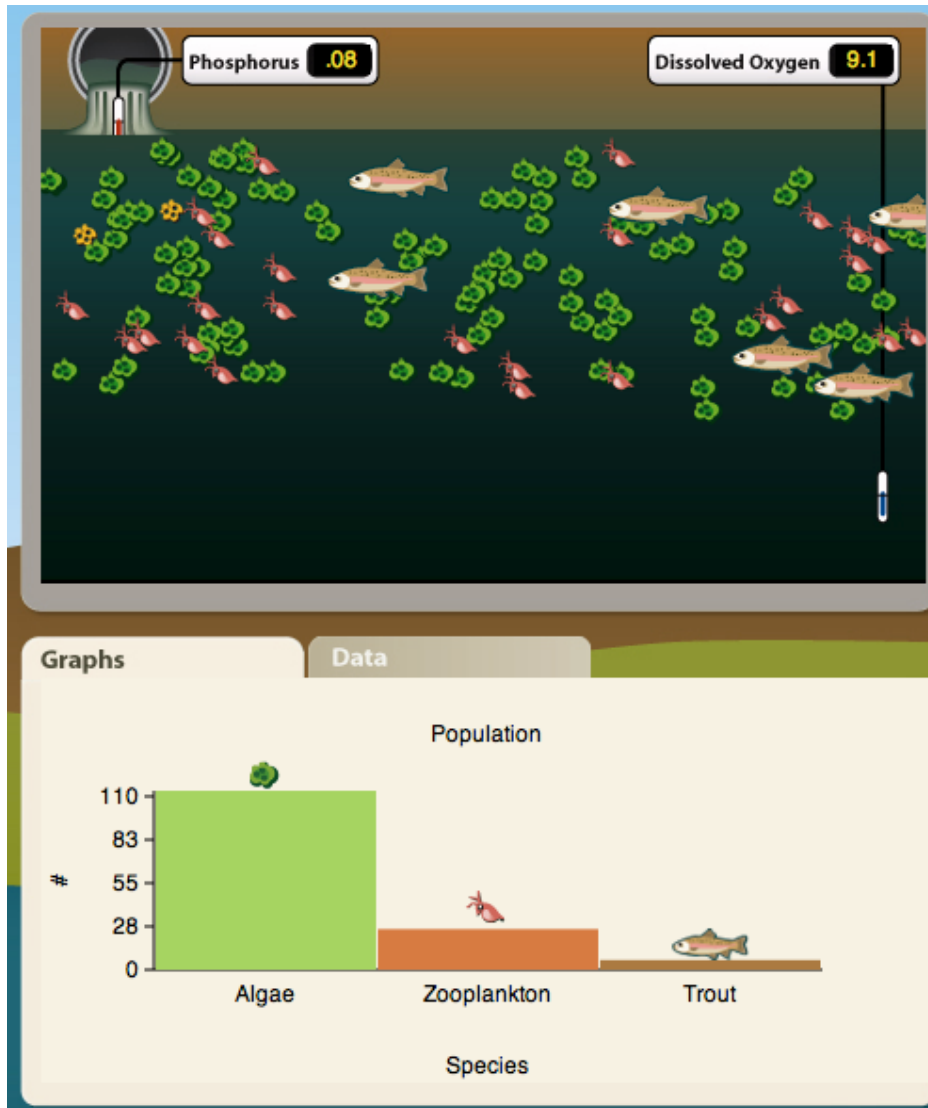 Phosphorus .08
Dissolved Oxygen 9.1
Graphs
Data
Population
110
83
55
28
0
#
Algae
Zooplankton
Trout
Species